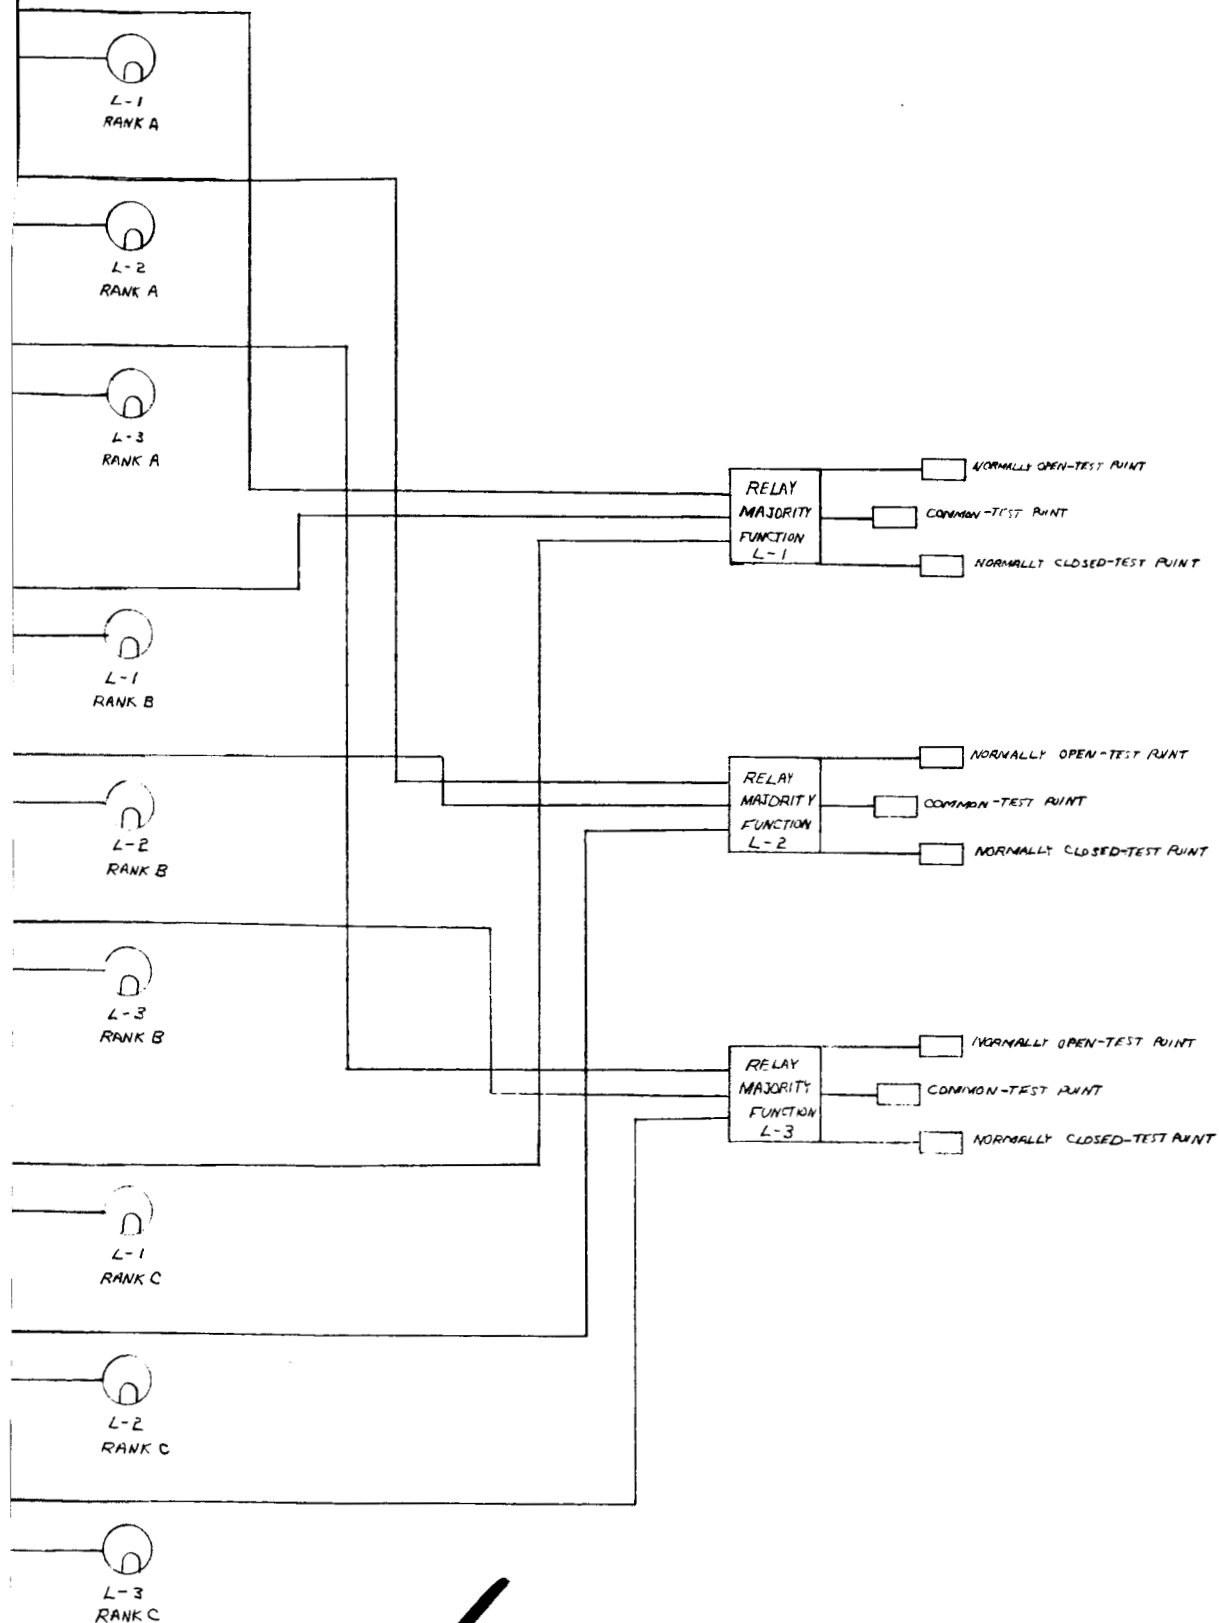 L-1
RANK A
L-2
RANK A
L-3
RANK A
RELAY
MAJORITY
FUNCTION
L-1
NORMALLY OPEN-TEST POINT
COMMON-TEST POINT
NORMALLY CLOSED-TEST POINT
L-1
RANK B
L-2
RANK B
RELAY
MAJORITY
FUNCTION
L-2
NORMALLY OPEN-TEST POINT
COMMON-TEST POINT
NORMALLY CLOSED-TEST POINT
L-3
RANK B
RELAY
MAJORITY
FUNCTION
L-3
NORMALLY OPEN-TEST POINT
COMMON-TEST POINT
NORMALLY CLOSED-TEST POINT
L-1
RANK C
L-2
RANK C
L-3
RANK C